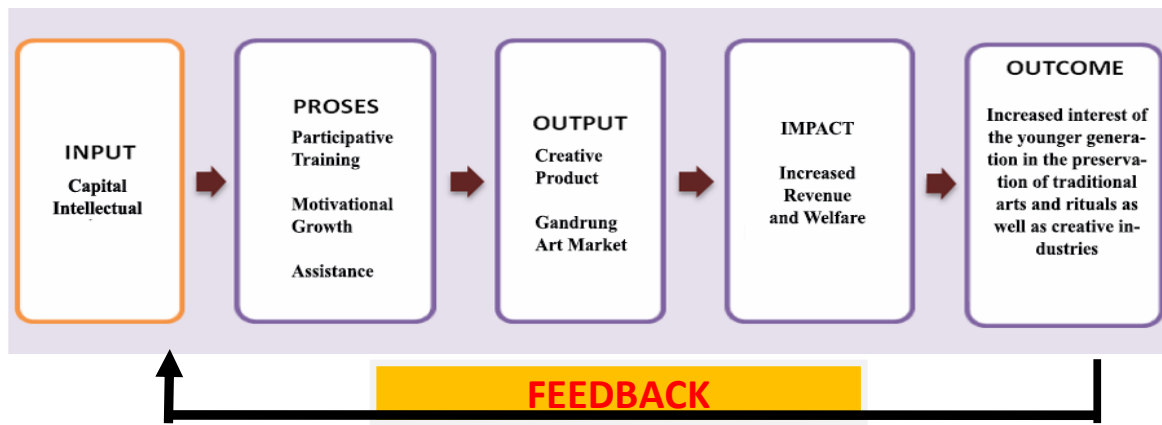 INPUT
Capital
Intellectual
PROSES
Participative
Training
Motivational
Growth
Assistance
OUTPUT
Creative
Product
Gandrung
Art Market
IMPACT
Increased
Revenue
and Welfare
OUTCOME
Increased interest of
the younger genera-
tion in the preserva-
tion of traditional
arts and rituals as
well as creative in-
dustries
FEEDBACK